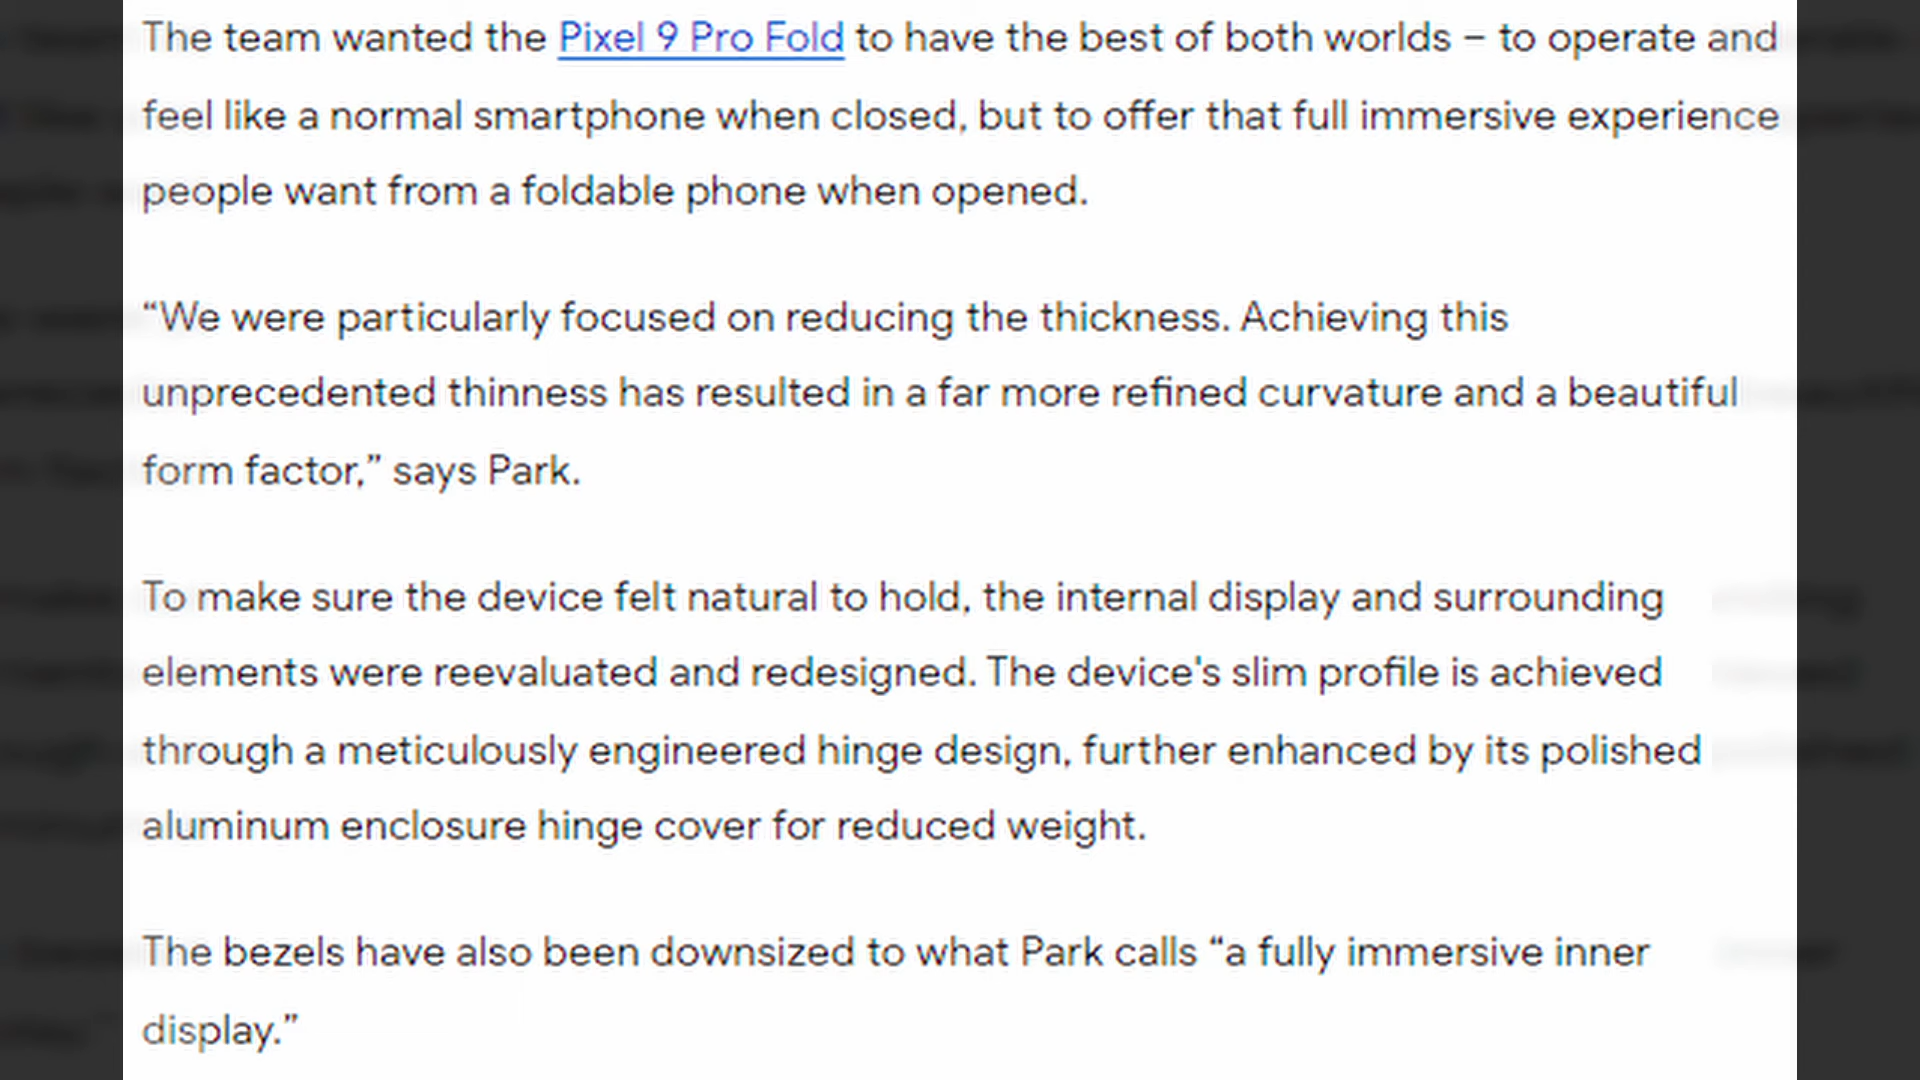 The team wanted the Pixel 9 Pro Fold to have the best of both worlds – to operate and
feel like a normal smartphone when closed, but to offer that full immersive experience
people want from a foldable phone when opened.
“We were particularly focused on reducing the thickness. Achieving this
unprecedented thinness has resulted in a far more refined curvature and a beautiful
form factor,” says Park.
To make sure the device felt natural to hold, the internal display and surrounding
elements were reevaluated and redesigned. The device's slim profile is achieved
through a meticulously engineered hinge design, further enhanced by its polished
aluminum enclosure hinge cover for reduced weight.
The bezels have also been downsized to what Park calls “a fully immersive inner
display.”